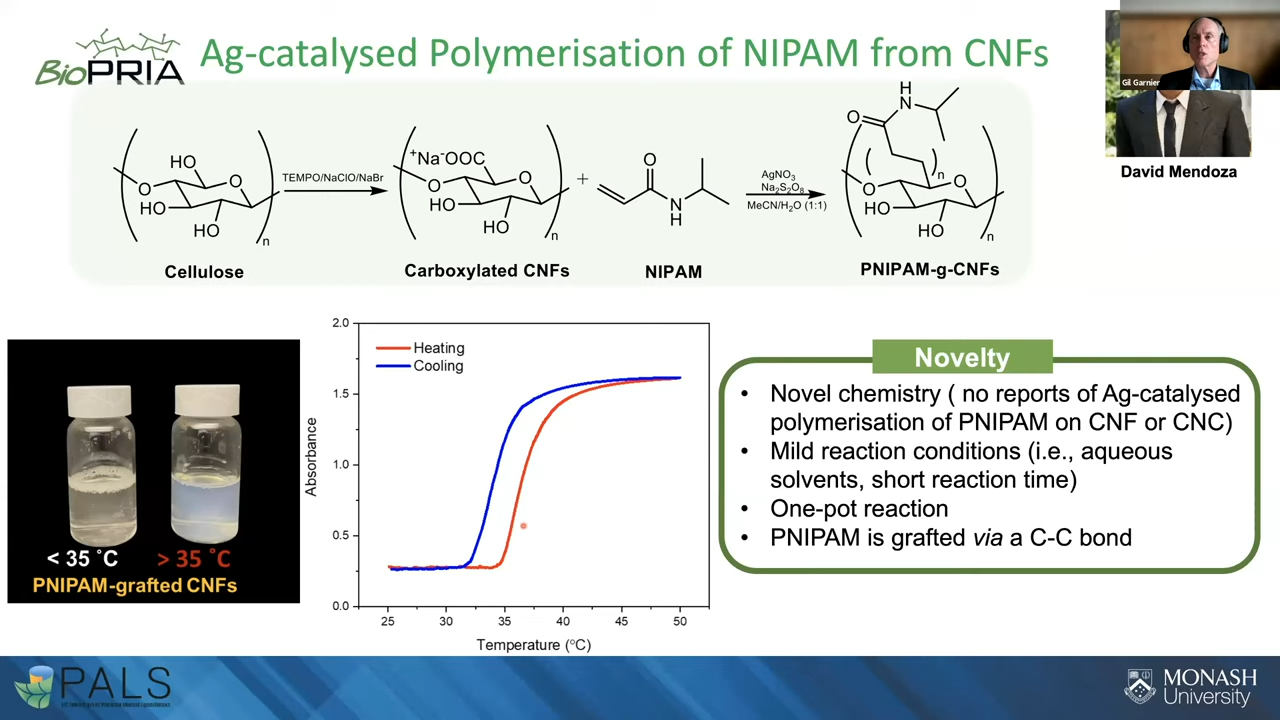 BioPRIA
Ag-catalysed Polymerisation of NIPAM from CNFs
Gil Garnier
David Mendoza
HO
O
O
HO
HO
n
Cellulose
TEMPO/NaClO/NaBr
+Na-OOC
O
O
HO
HO
n
Carboxylated CNFs
+
O
N
H
NIPAM
AgNO3
Na2S2O8
MeCN/H2O (1:1)
H
N
O
n
O
O
HO
HO
n
PNIPAM-g-CNFs
< 35 °C > 35 °C
PNIPAM-grafted CNFs
Heating
Cooling
2.0
1.5
1.0
0.5
0.0
Absorbance
25 30 35 40 45 50
Temperature (°C)
Novelty
• Novel chemistry ( no reports of Ag-catalysed
polymerisation of PNIPAM on CNF or CNC)
• Mild reaction conditions (i.e., aqueous
solvents, short reaction time)
• One-pot reaction
• PNIPAM is grafted via a C-C bond
PALS
MONASH
University